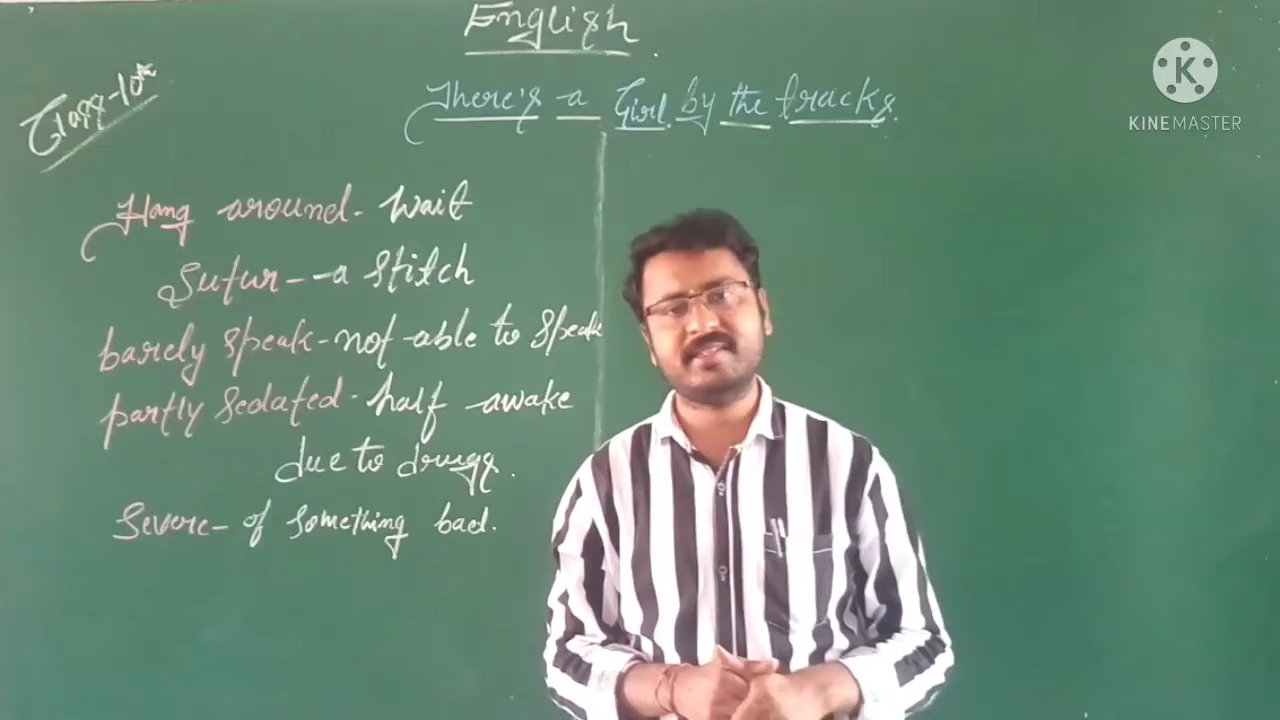 English
Class-10th
There's a Girl by the tracks.
Hang around - wait
Sutur - a stitch
barely speak - not able to speak
partly sedated - half awake
due to drugs.
Severe - of something bad.
K
KINEMASTER